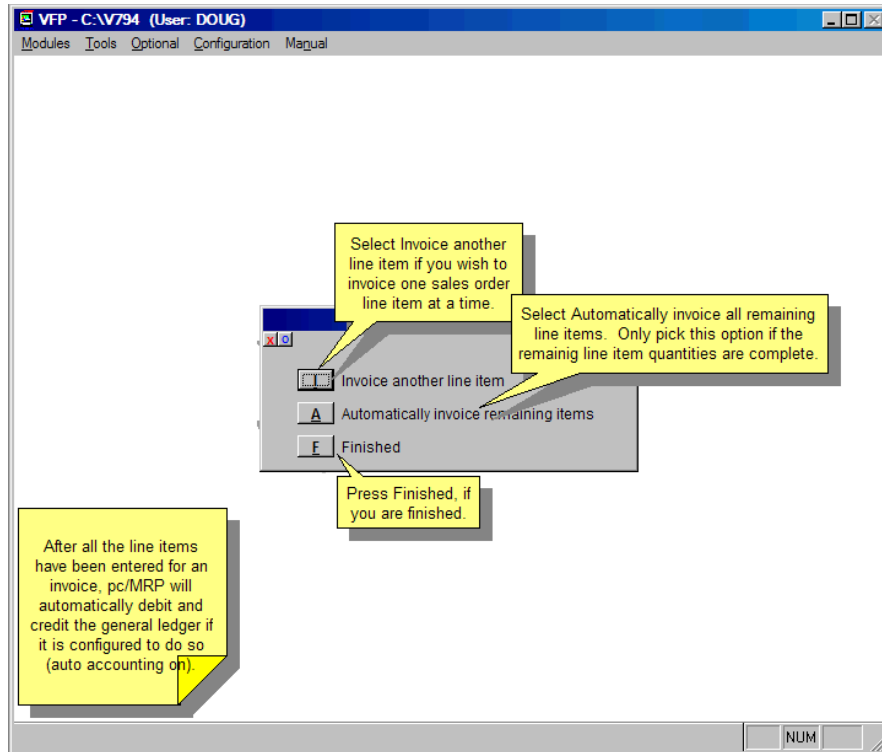 VFP - C:\V794 (User: DOUG)
Modules Tools Optional Configuration Manual
Select Invoice another
line item if you wish to
invoice one sales order
line item at a time.
Select Automatically invoice all remaining
line items. Only pick this option if the
remainig line item quantities are complete.
X O
I Invoice another line item
A Automatically invoice remaining items
F Finished
Press Finished, if
you are finished.
After all the line items
have been entered for an
invoice, pc/MRP will
automatically debit and
credit the general ledger if
it is configured to do so
(auto accounting on).
NUM